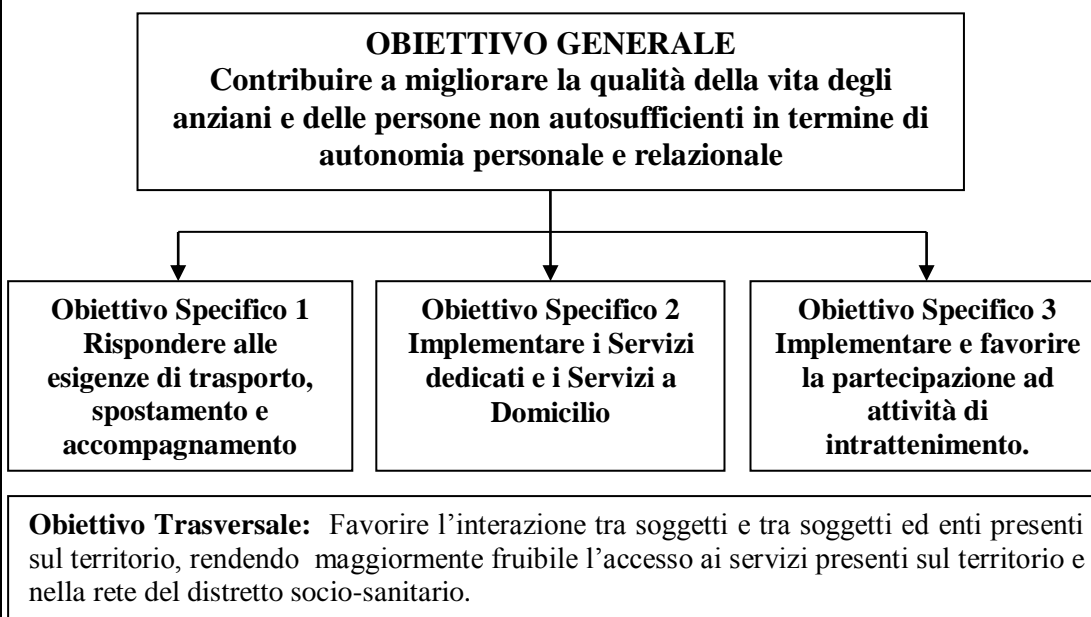 OBIETTIVO GENERALE
Contribuire a migliorare la qualità della vita degli
anziani e delle persone non autosufficienti in termine di
autonomia personale e relazionale
Obiettivo Specifico 1
Rispondere alle
esigenze di trasporto,
spostamento e
accompagnamento
Obiettivo Specifico 2
Implementare i Servizi
dedicati e i Servizi a
Domicilio
Obiettivo Specifico 3
Implementare e favorire
la partecipazione ad
attività di
intrattenimento.
Obiettivo Trasversale: Favorire l’interazione tra soggetti e tra soggetti ed enti presenti
sul territorio, rendendo maggiormente fruibile l’accesso ai servizi presenti sul territorio e
nella rete del distretto socio-sanitario.